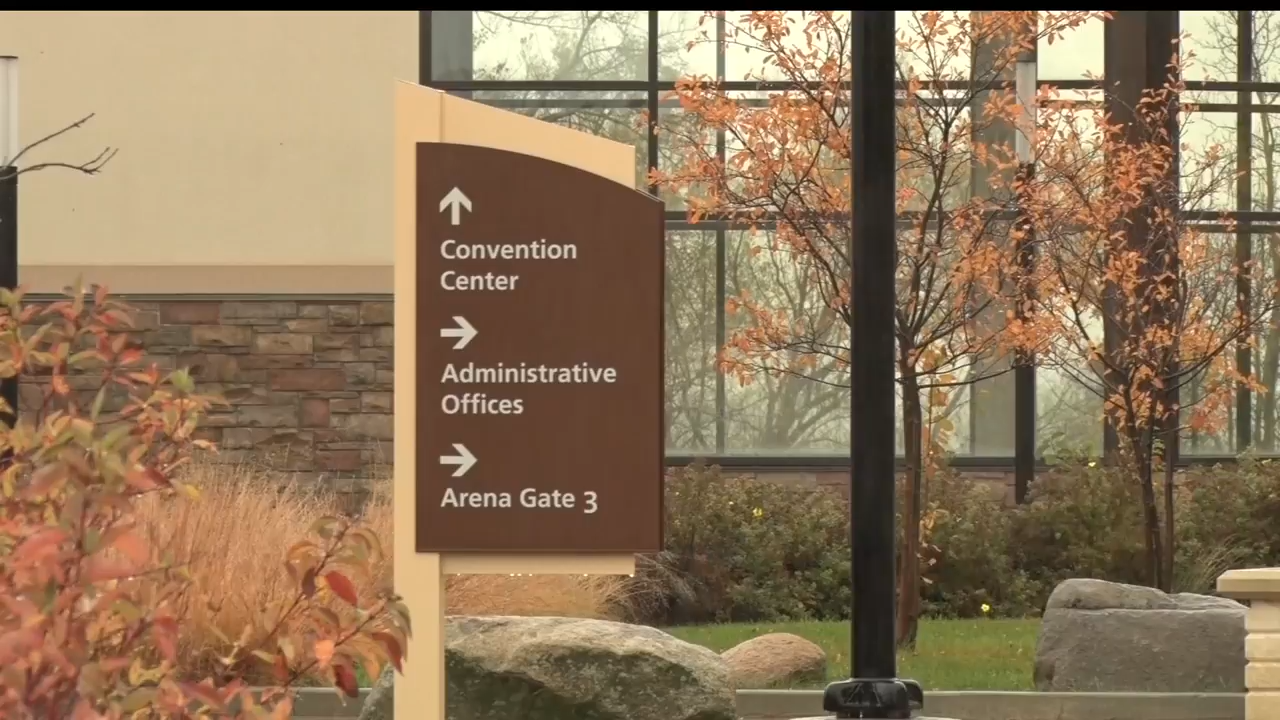 Convention
Center
Administrative
Offices
Arena Gate 3